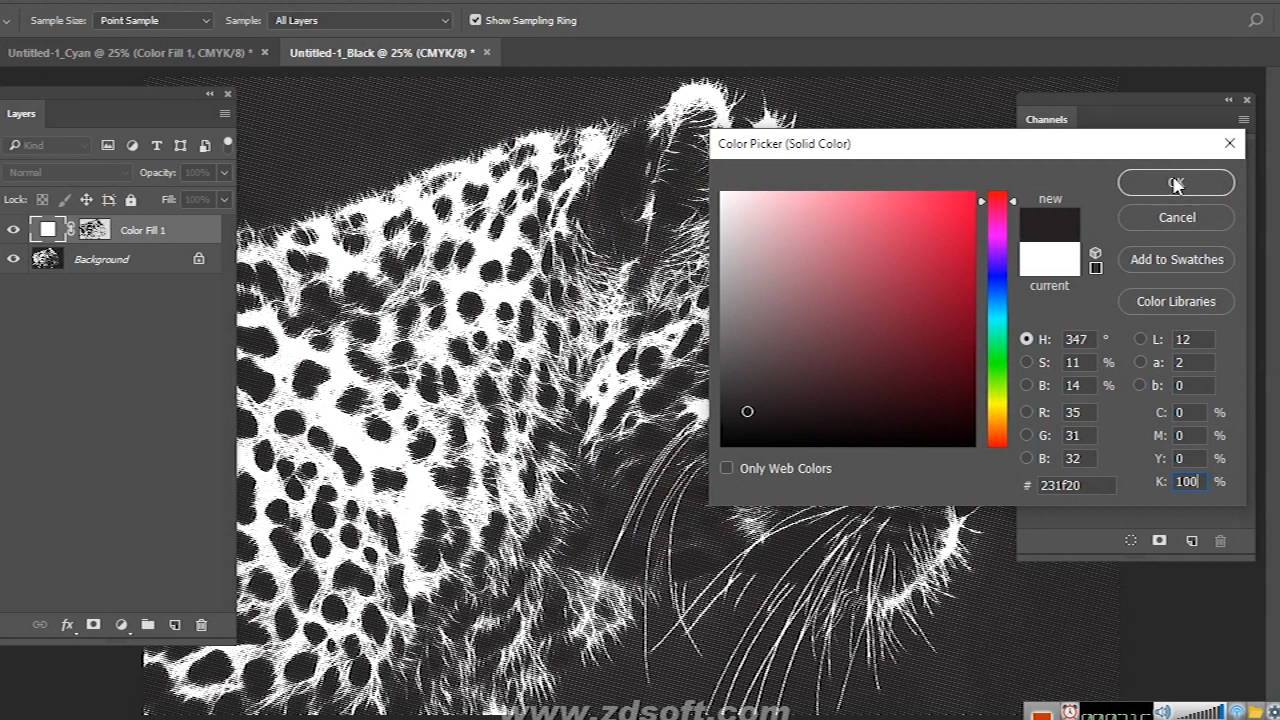 Sample Size: Point Sample Sample: All Layers Show Sampling Ring
Untitled-1_Cyan @ 25% (Color Fill 1, CMYK/8) * × Untitled-1_Black @ 25% (CMYK/8) * ×
Layers
Kind
Normal Opacity: 100%
Lock: Fill: 100%
Color Fill 1
Background
fx
Channels
Color Picker (Solid Color)
new
current
OK
Cancel
Add to Swatches
Color Libraries
H: 347 °
S: 11 %
B: 14 %
R: 35
G: 31
B: 32
# 231f20
L: 12
a: 2
b: 0
C: 0 %
M: 0 %
Y: 0 %
K: 100 %
Only Web Colors
www.zdsoft.com